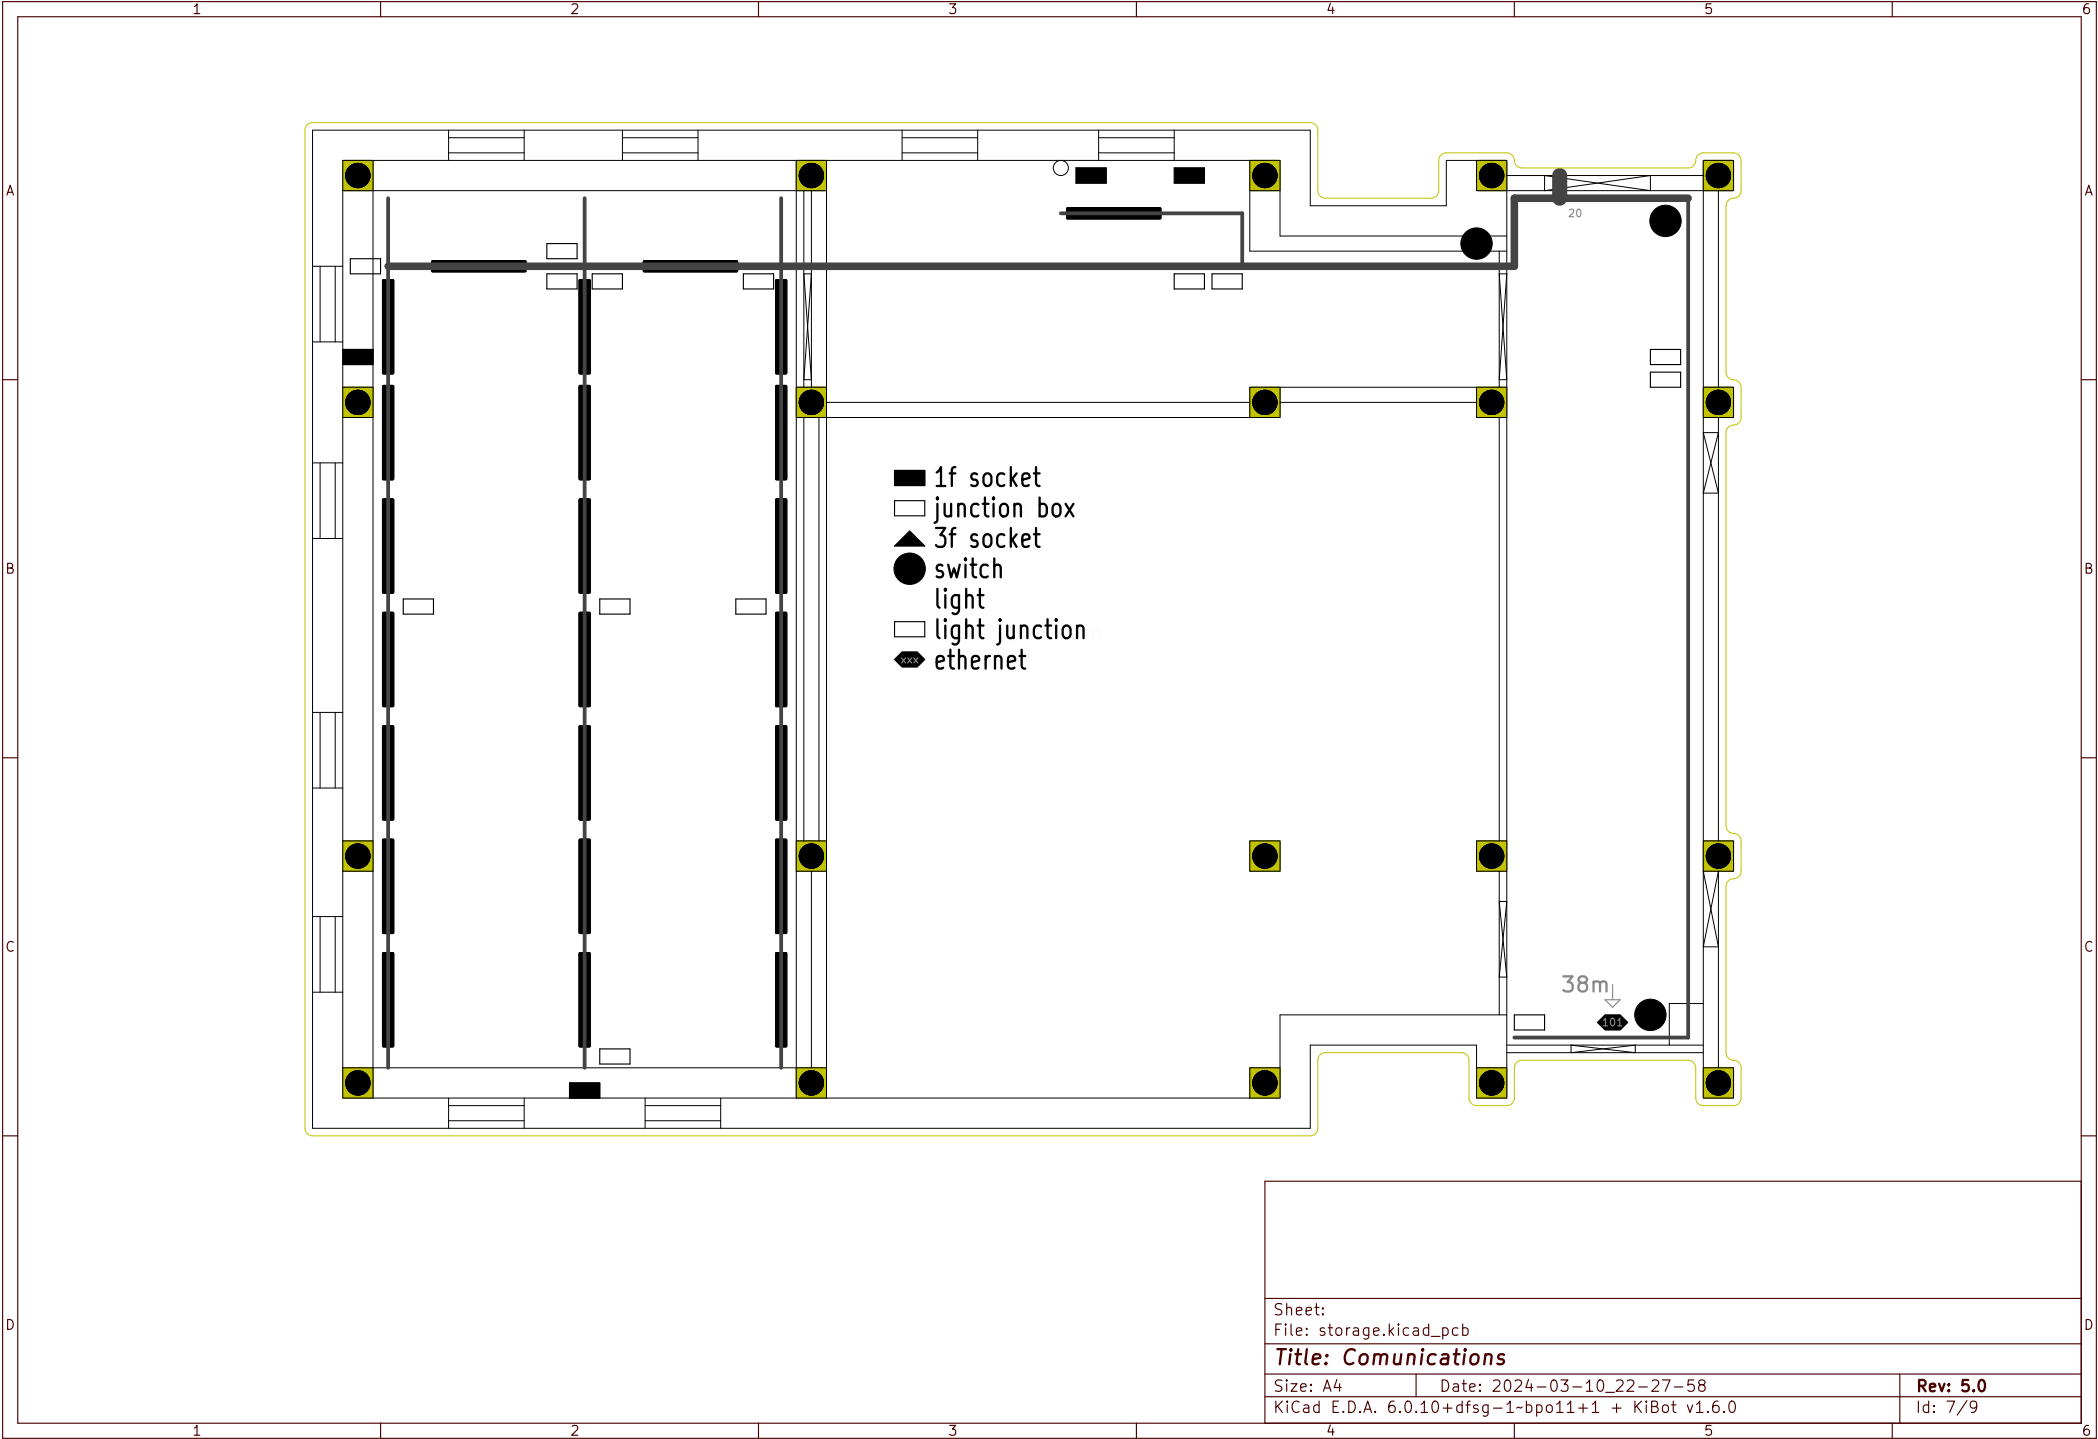 1 2 3 4 5 6
A A
20
1f socket
junction box
3f socket
switch
B B
light
light junction
xxx ethernet
C C
38m
101
Sheet:
File: storage.kicad_pcb
D D
Title: Comunications
Size: A4 Date: 2024-03-10_22-27-58 Rev: 5.0
KiCad E.D.A. 6.0.10+dfsg-1~bpo11+1 + KiBot v1.6.0 Id: 7/9
1 2 3 4 5 6